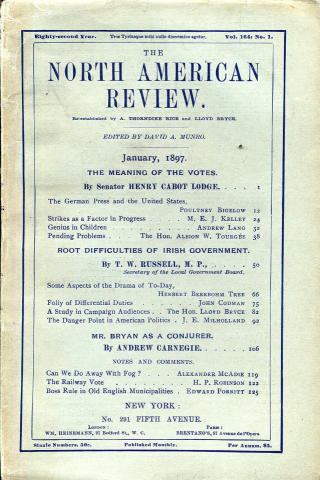 Eighty-second Year. Tros Tyriusque mihi nullo discrimine agetur. Vol. 164: No. 1.
THE
NORTH AMERICAN
REVIEW.
Re-established by A. THORNDIKE RICE and LLOYD BRYCE.
EDITED BY DAVID A. MUNRO.
January, 1897.
THE MEANING OF THE VOTES.
By Senator HENRY CABOT LODGE. . . . 1
The German Press and the United States,
POULTNEY BIGELOW 12
Strikes as a Factor in Progress . . M. E. J. KELLEY 24
Genius in Children . . . . . ANDREW LANG 32
Pending Problems . . . The Hon. ALBION W. TOURGÉE 38
ROOT DIFFICULTIES OF IRISH GOVERNMENT.
By T. W. RUSSELL, M. P., . . . . . 50
Secretary of the Local Government Board.
Some Aspects of the Drama of To-Day,
HERBERT BEERBOHM TREE 66
Folly of Differential Duties . . . . . JOHN CODMAN 75
A Study in Campaign Audiences . . The Hon. LLOYD BRYCE 82
The Danger Point in American Politics . J. E. MILHOLLAND 92
MR. BRYAN AS A CONJURER.
By ANDREW CARNEGIE. . . . . . 106
NOTES AND COMMENTS.
Can We Do Away With Fog? . . . ALEXANDER MCADIE 119
The Railway Vote . . . . . . H. P. ROBINSON 122
Boss Rule in Old English Municipalities . EDWARD PORRITT 125
NEW YORK:
No. 291 FIFTH AVENUE.
London: Paris:
WM. HEINEMANN, 21 Bedford St., W. C. BRENTANO'S, 37 Avenue de l'Opera
Single Numbers, 50c. Published Monthly. Per Annum, $5.